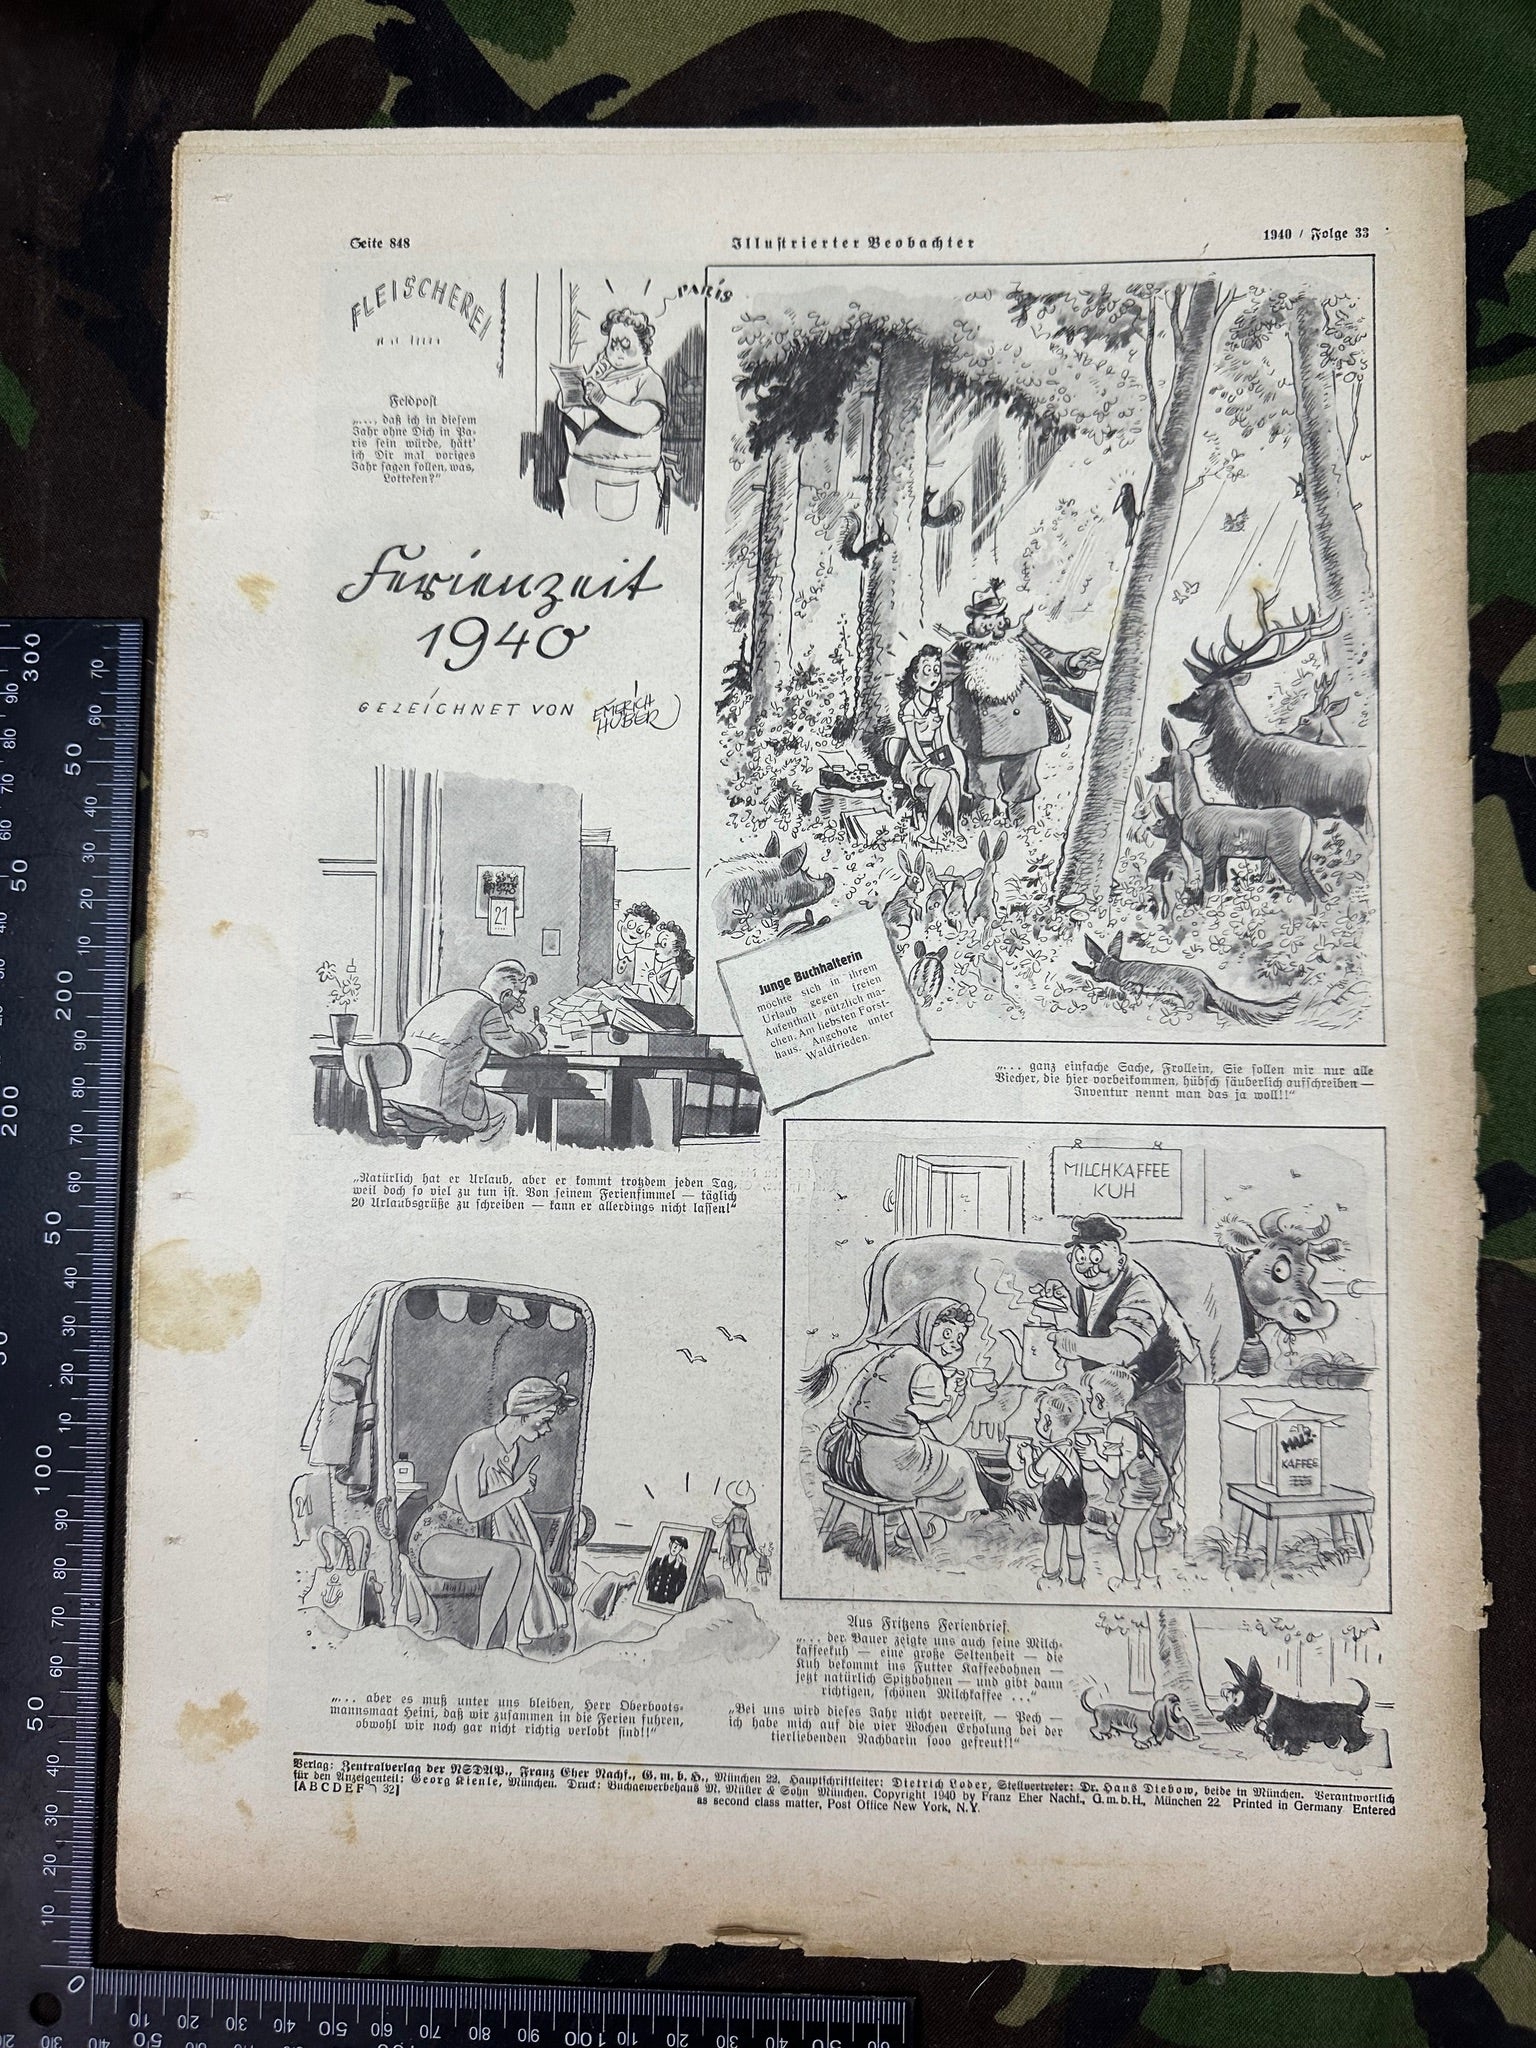 Seite 848
Illustrierter Beobachter
1940 / Folge 33
FLEISCHEREI
PARIS
Feldpost
„..., daß ich in diesem
Jahr ohne Dich in Pa-
ris sein würde, hätt'
ich Dir mal voriges
Jahr sagen sollen, was,
Lotteken?"
Ferienzeit
1940
GEZEICHNET VON EMERICH
HUBER
1940
21
Junge Buchhalterin
möchte sich in ihrem
Urlaub gegen freien
Aufenthalt nützlich ma-
chen. Am liebsten Forst-
haus. Angebote unter
Waldfrieden.
„... ganz einfache Sache, Frollein, Sie sollen mir nur alle
Viecher, die hier vorbeikommen, hübsch säuberlich aufschreiben —
Inventur nennt man das ja woll!!"
„Natürlich hat er Urlaub, aber er kommt trotzdem jeden Tag,
weil doch so viel zu tun ist. Von seinem Ferienfimmel — täglich
20 Urlaubsgrüße zu schreiben — kann er allerdings nicht lassen!"
MILCHKAFFEE
KUH
MALZ-
KAFFEE
21
„... aber es muß unter uns bleiben, Herr Oberboots-
mannsmaat Heini, daß wir zusammen in die Ferien fuhren,
obwohl wir noch gar nicht richtig verlobt sind!!"
Aus Fritzens Ferienbrief.
„... der Bauer zeigte uns auch seine Milch-
kaffeekuh — eine große Seltenheit — die
Kuh bekommt ins Futter Kaffeebohnen —
jetzt natürlich Spitzbohnen — und gibt dann
richtigen, schönen Milchkaffee ..."
„Bei uns wird dieses Jahr nicht verreist, — Pech —
ich habe mich auf die vier Wochen Erholung bei der
tierliebenden Nachbarin sooo gefreut!!"
Verlag: Zentralverlag der NSDAP., Franz Eher Nachf., G. m. b. H., München 22. Hauptschriftleiter: Dietrich Loder, Stellvertreter: Dr. Hans Diebow, beide in München. Verantwortlich
für den Anzeigenteil: Georg Kienle, München. Druck: Buchgewerbehaus M. Müller & Sohn München. Copyright 1940 by Franz Eher Nachf., G. m. b. H., München 22 Printed in Germany Entered
[A B C D E F 32]
as second class matter, Post Office New York, N.Y.